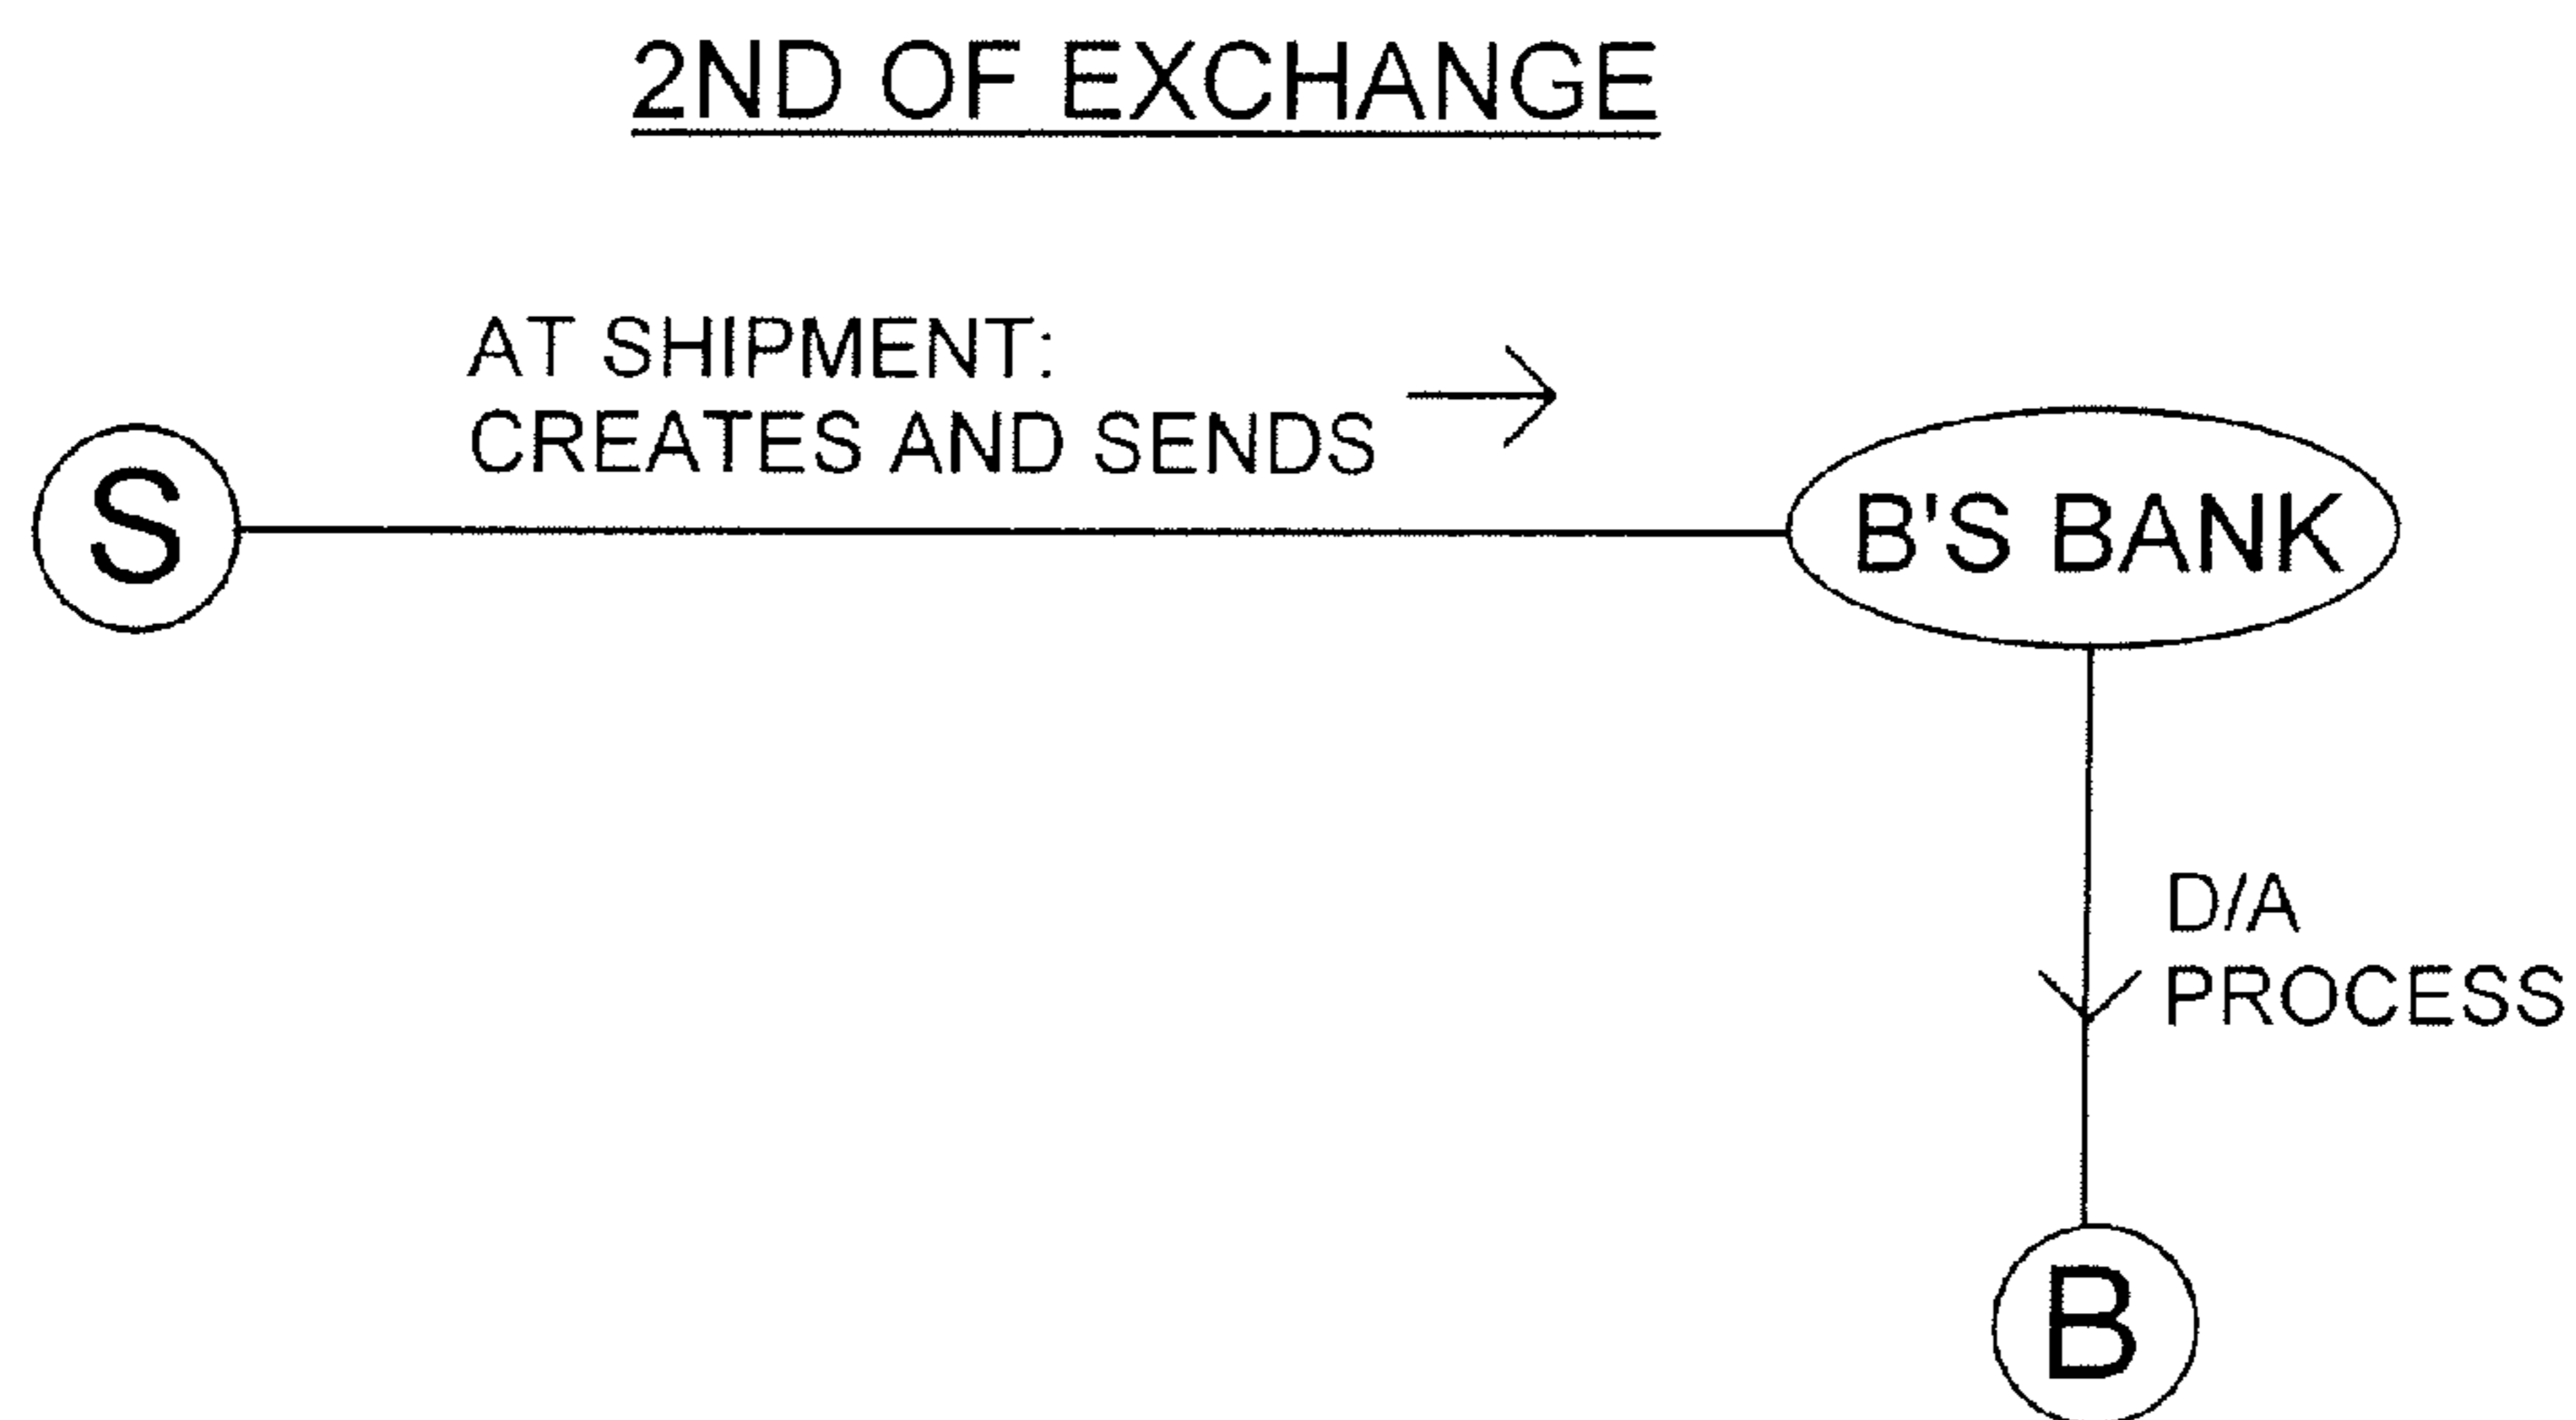 2ND OF EXCHANGE
AT SHIPMENT:
CREATES AND SENDS
S
B'S BANK
D/A
PROCESS
B